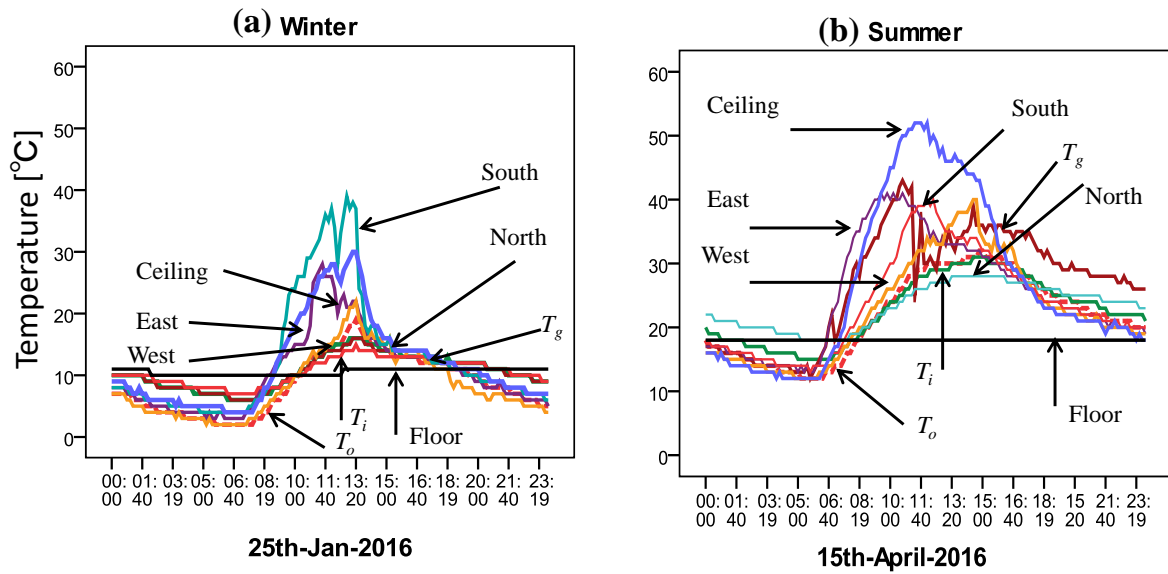 (a) Winter
Temperature [℃]
60
50
40
30
20
10
0
South
North
Ceiling
East
West
Tg
Ti
To
Floor
00: 01: 03: 05: 06: 08: 10: 11: 13: 15: 16: 18: 20: 21: 23:
00 40 19 00 40 19 00 40 20 00 40 19 00 40 19
25th-Jan-2016
(b) Summer
60
50
40
30
20
10
0
Ceiling
South
Tg
East
North
West
Ti
To
Floor
00: 01: 03: 05: 06: 08: 10: 11: 13: 15: 16: 18: 15 21: 23:
00 40 19 00 40 19 00 40 20 00 40 19 20 40 19
15th-April-2016